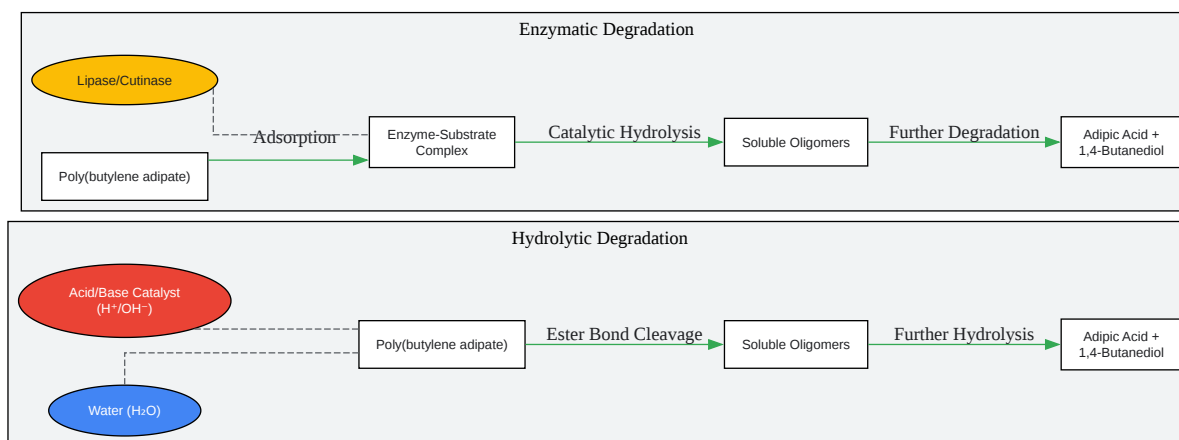 Enzymatic Degradation
Lipase/Cutinase
Adsorption
Enzyme-Substrate
Complex
Catalytic Hydrolysis
Soluble Oligomers
Further Degradation
Adipic Acid +
1,4-Butanediol
Poly(butylene adipate)
Hydrolytic Degradation
Acid/Base Catalyst
(H⁺/OH⁻)
Poly(butylene adipate)
Ester Bond Cleavage
Soluble Oligomers
Further Hydrolysis
Adipic Acid +
1,4-Butanediol
Water (H₂O)